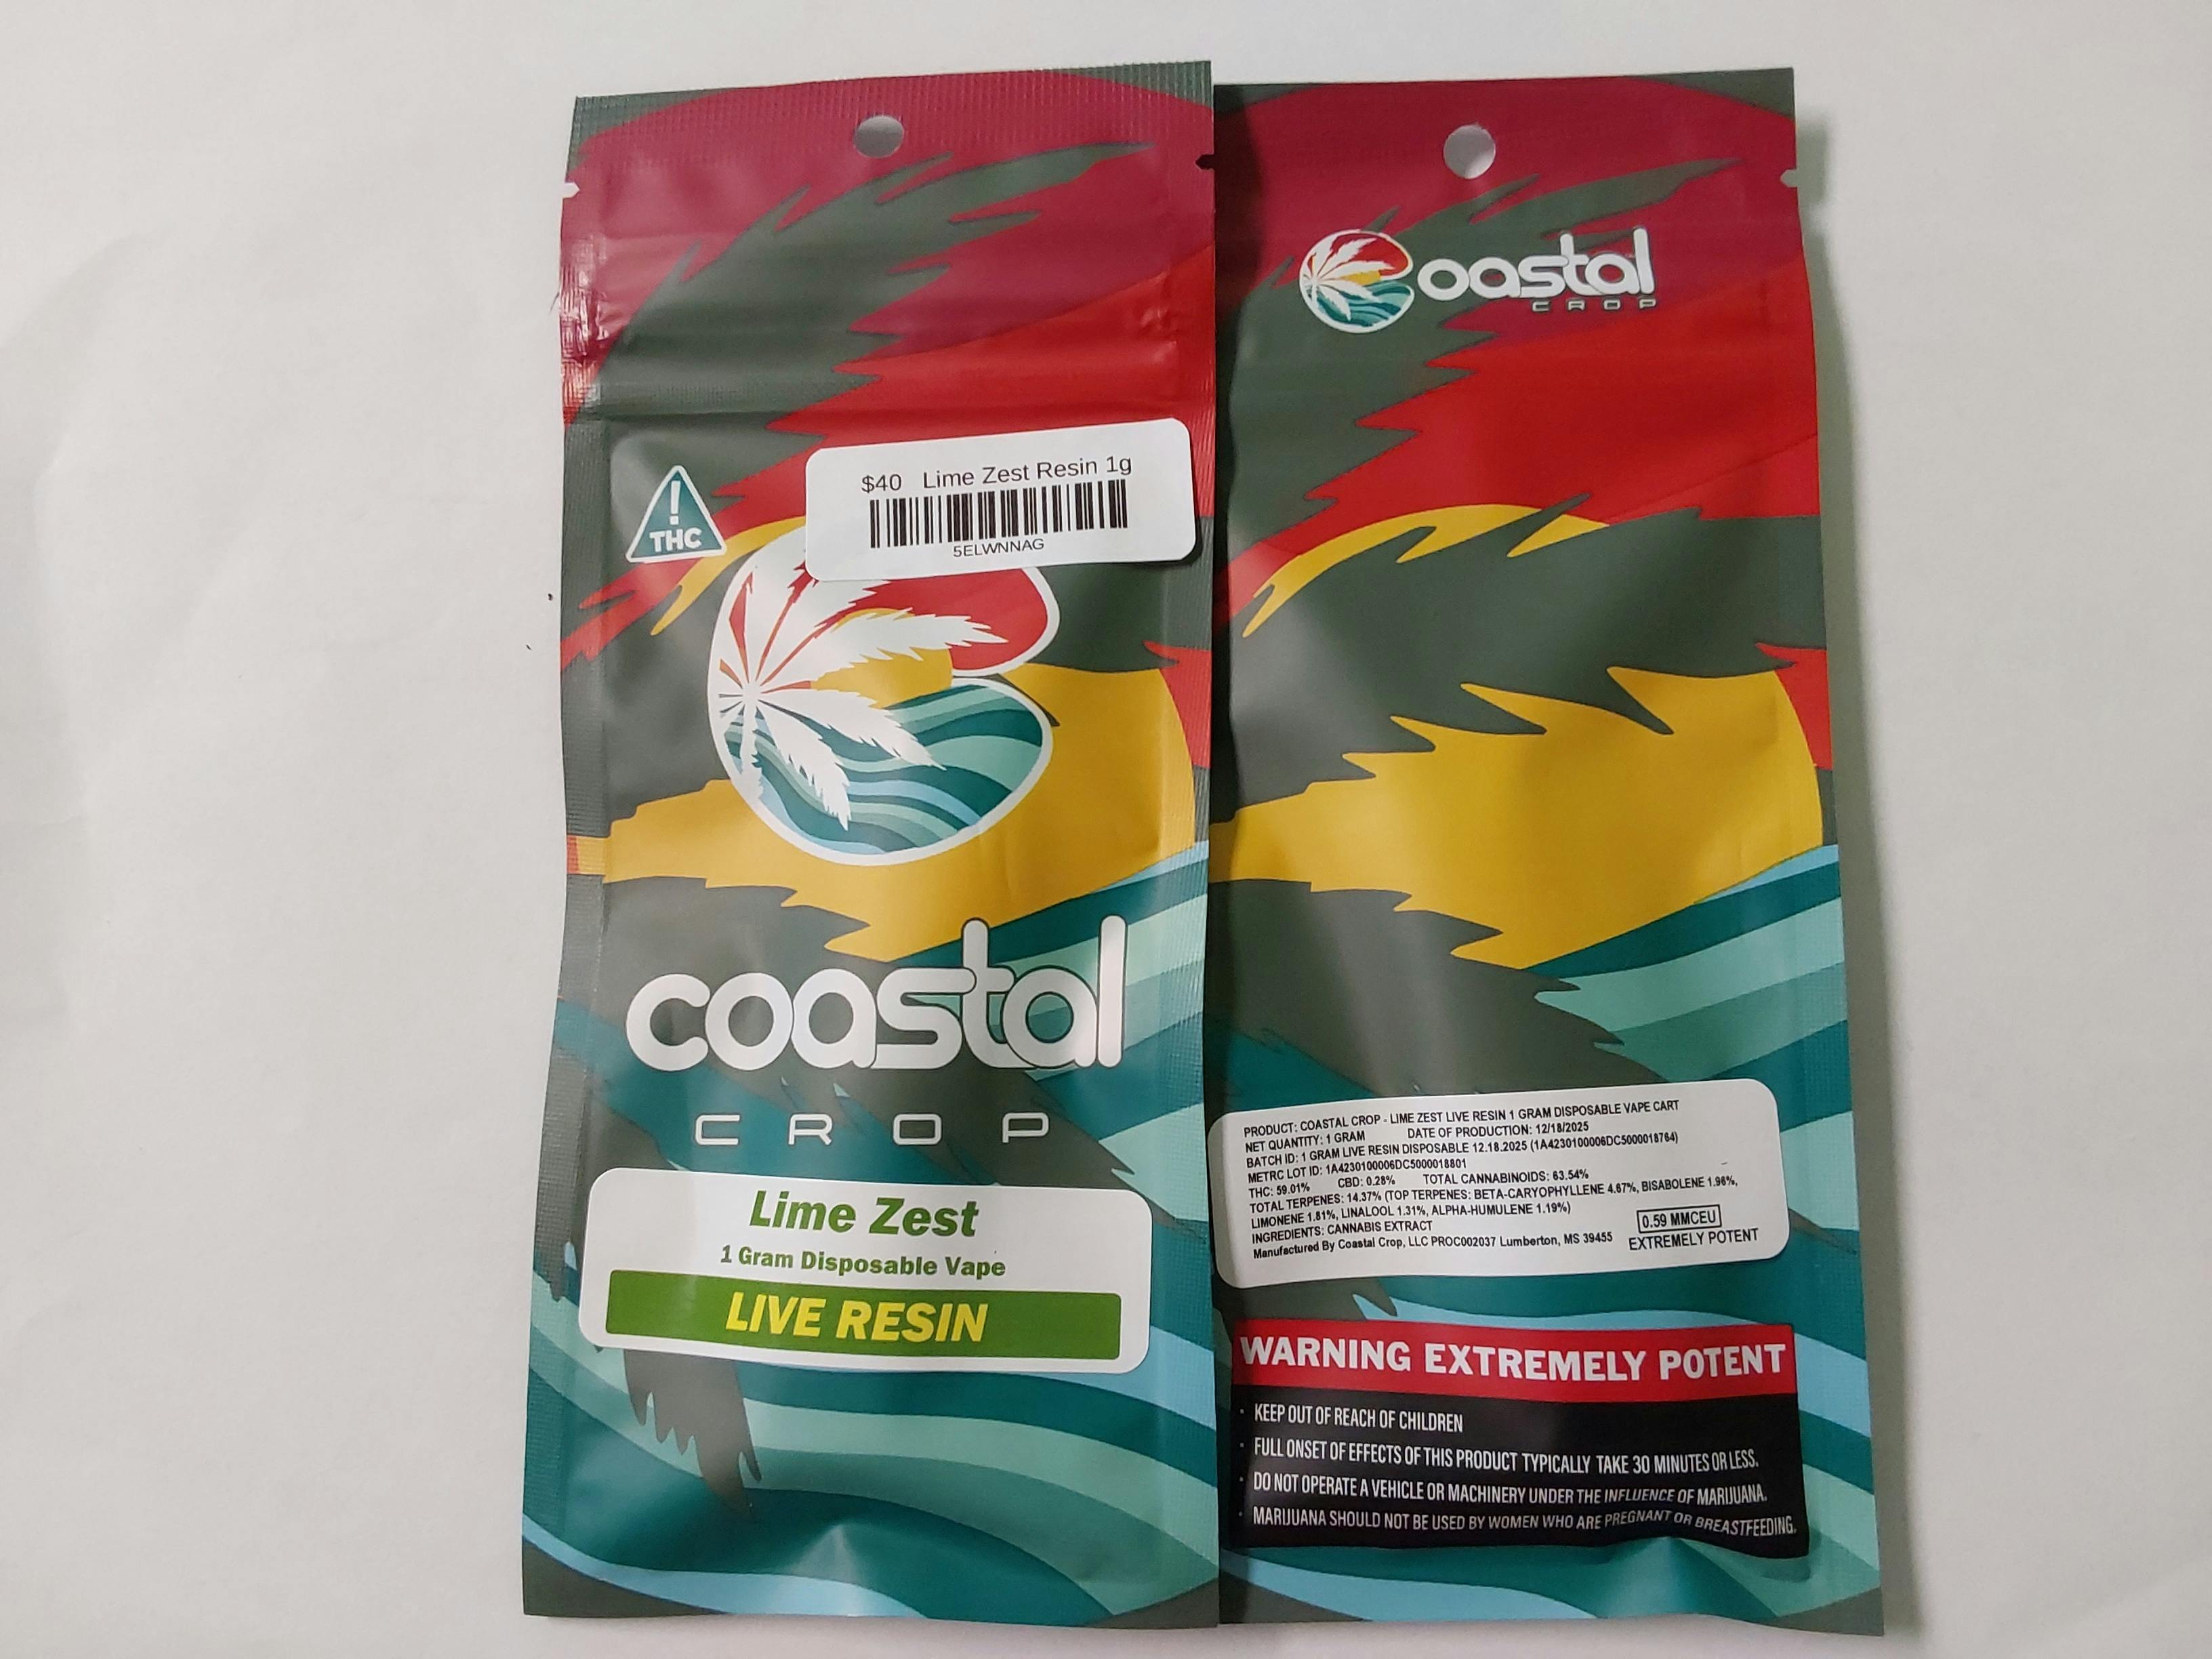 THC
$40 Lime Zest Resin 1g
5ELWNNAG
coastal
CROP
Lime Zest
1 Gram Disposable Vape
LIVE RESIN
Coastal
CROP
PRODUCT: COASTAL CROP - LIME ZEST LIVE RESIN 1 GRAM DISPOSABLE VAPE CART
NET QUANTITY: 1 GRAM DATE OF PRODUCTION: 12/18/2025
BATCH ID: 1 GRAM LIVE RESIN DISPOSABLE 12.18.2025 (1A4230100006DC5000018764)
METRC LOT ID: 1A4230100006DC5000018801
THC: 59.01% CBD: 0.28% TOTAL CANNABINOIDS: 63.54%
TOTAL TERPENES: 14.37% (TOP TERPENES: BETA-CARYOPHYLLENE 4.67%, BISABOLENE 1.96%,
LIMONENE 1.81%, LINALOOL 1.31%, ALPHA-HUMULENE 1.19%)
INGREDIENTS: CANNABIS EXTRACT
Manufactured By Coastal Crop, LLC PROC002037 Lumberton, MS 39455
0.59 MMCEU
EXTREMELY POTENT
WARNING EXTREMELY POTENT
· KEEP OUT OF REACH OF CHILDREN
· FULL ONSET OF EFFECTS OF THIS PRODUCT TYPICALLY TAKE 30 MINUTES OR LESS.
· DO NOT OPERATE A VEHICLE OR MACHINERY UNDER THE INFLUENCE OF MARIJUANA.
· MARIJUANA SHOULD NOT BE USED BY WOMEN WHO ARE PREGNANT OR BREASTFEEDING.